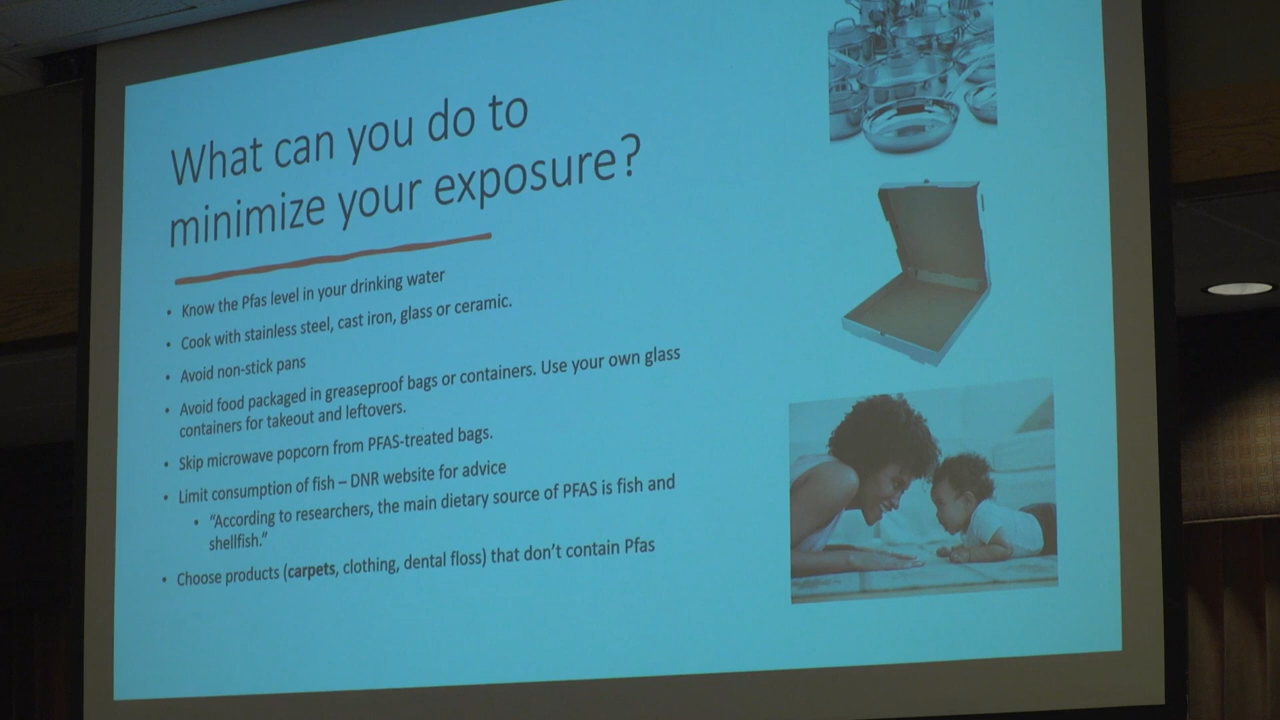 What can you do to
minimize your exposure?
• Know the Pfas level in your drinking water
• Cook with stainless steel, cast iron, glass or ceramic.
• Avoid non-stick pans
• Avoid food packaged in greaseproof bags or containers. Use your own glass
containers for takeout and leftovers.
• Skip microwave popcorn from PFAS-treated bags.
• Limit consumption of fish – DNR website for advice
• "According to researchers, the main dietary source of PFAS is fish and
shellfish."
• Choose products (carpets, clothing, dental floss) that don't contain Pfas